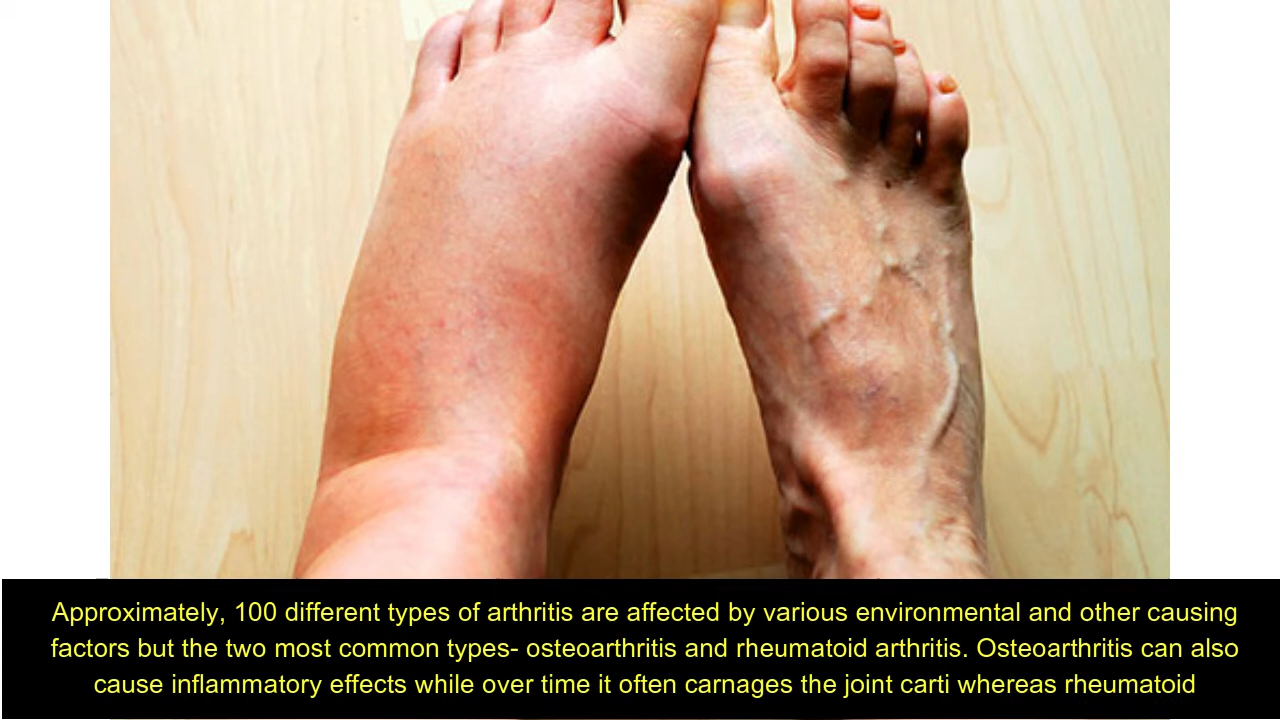 Approximately, 100 different types of arthritis are affected by various environmental and other causing
factors but the two most common types- osteoarthritis and rheumatoid arthritis. Osteoarthritis can also
cause inflammatory effects while over time it often carnages the joint carti whereas rheumatoid